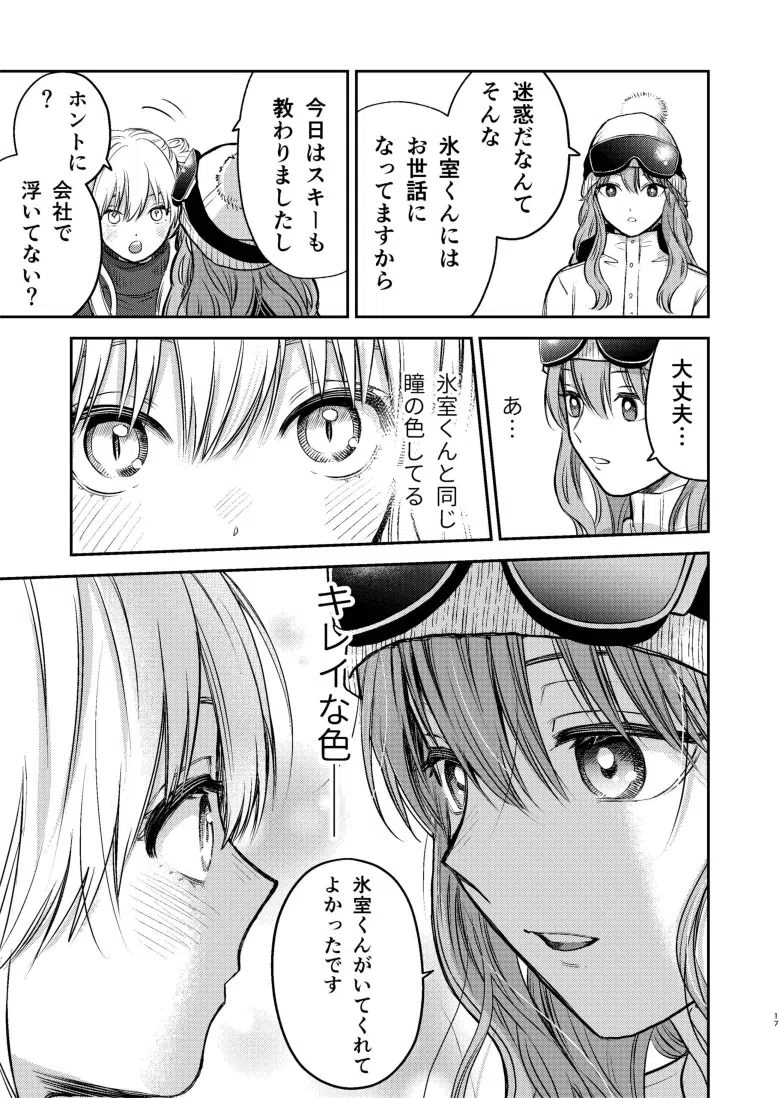 迷惑だなんて
そんな
氷室くんには
お世話に
なってますから
今日はスキーも
教わりましたし
ホントに
?
会社で
浮いてない?
大丈夫…
あ…
氷室くんと同じ
瞳の色してる
キレイな色──
氷室くんがいてくれて
よかったです
17